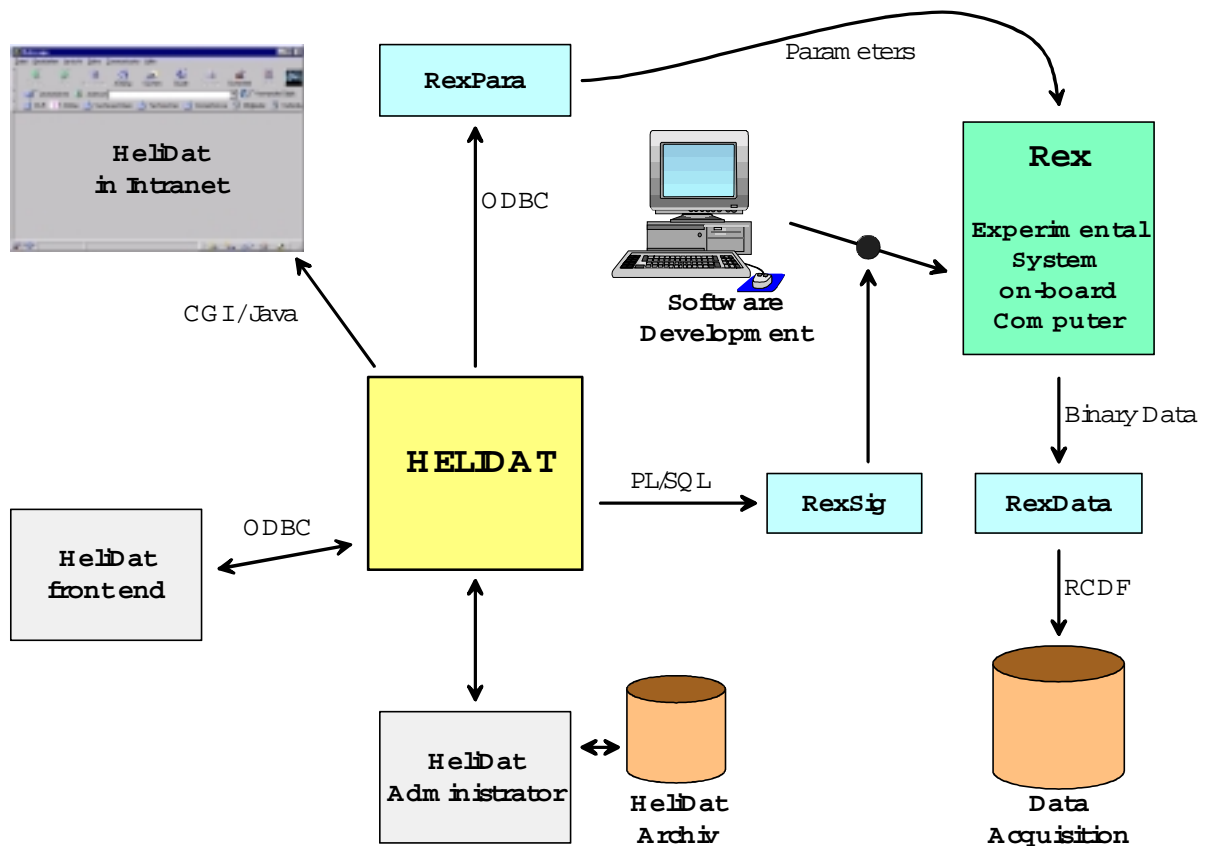 Parameters
RexPara
Rex
HeliDat
in Intranet
ODBC
Experimental
System
on-board
Computer
CGI/Java
Software
Development
Binary Data
HELIDAT
PL/SQL
RexSig
RexData
ODBC
HeliDat
frontend
RCDF
HeliDat
Administrator
HeliDat
Archiv
Data
Acquisition